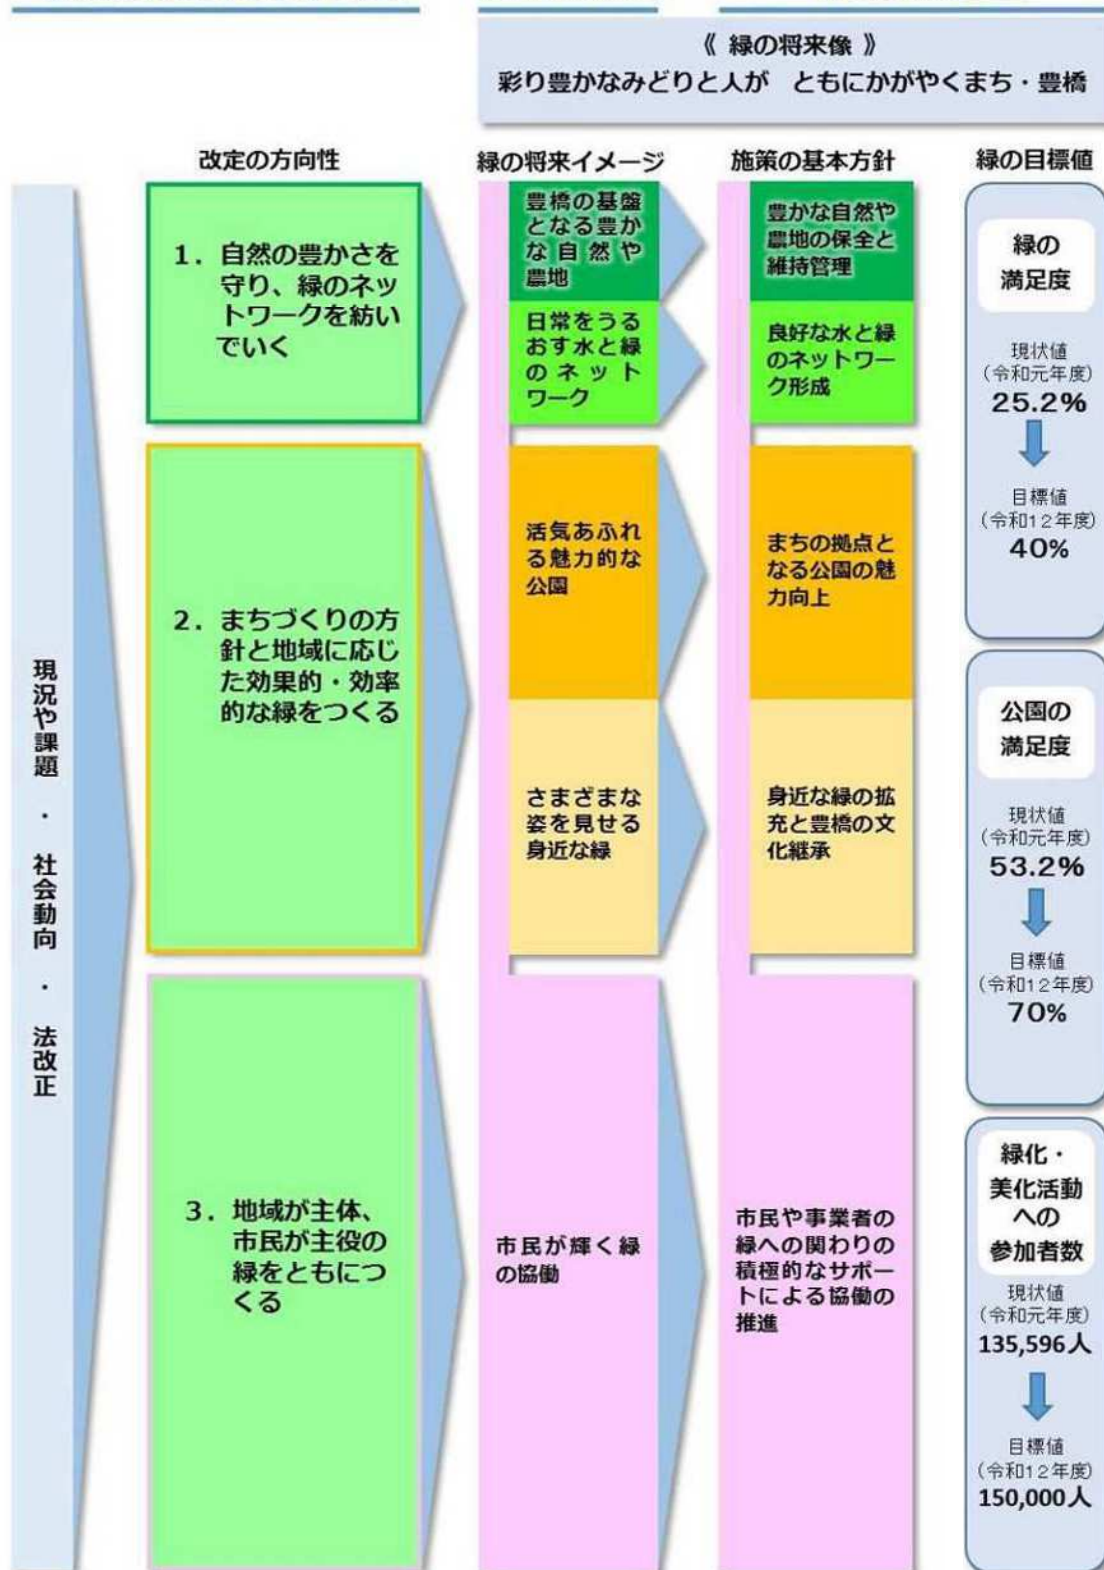 《 緑の将来像 》
彩り豊かなみどりと人が　ともにかがやくまち・豊橋
改定の方向性
緑の将来イメージ
施策の基本方針
緑の目標値
現況や課題・社会動向・法改正
1．自然の豊かさを
守り、緑のネッ
トワークを紡い
でいく
豊橋の基盤
となる豊か
な自然や
農地
豊かな自然や
農地の保全と
維持管理
日常をうる
おす水と緑
のネット
ワーク
良好な水と緑
のネットワー
ク形成
2．まちづくりの方
針と地域に応じ
た効果的・効率
的な緑をつくる
活気あふれ
る魅力的な
公園
まちの拠点と
なる公園の魅
力向上
さまざまな
姿を見せる
身近な緑
身近な緑の拡
充と豊橋の文
化継承
3．地域が主体、
市民が主役の
緑をともにつ
くる
市民が輝く緑
の協働
市民や事業者の
緑への関わりの
積極的なサポー
トによる協働の
推進
緑の
満足度
現状値
(令和元年度)
25.2%
目標値
(令和12年度)
40%
公園の
満足度
現状値
(令和元年度)
53.2%
目標値
(令和12年度)
70%
緑化・
美化活動
への
参加者数
現状値
(令和元年度)
135,596人
目標値
(令和12年度)
150,000人